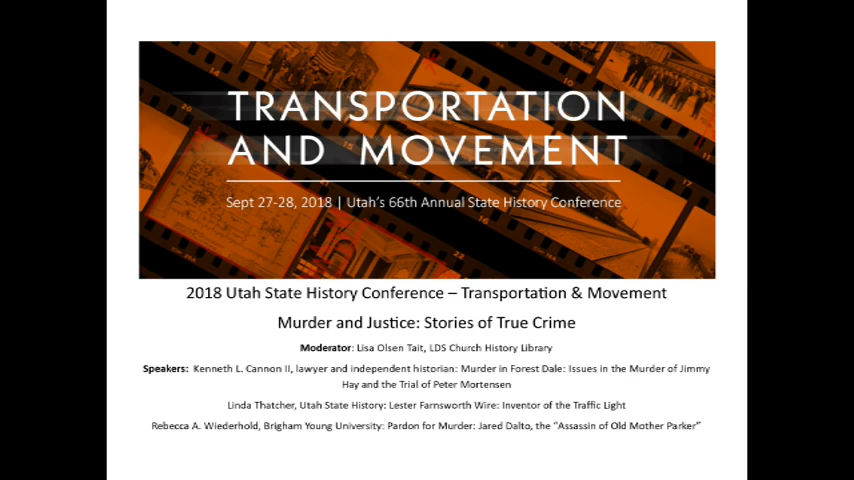 TRANSPORTATION
AND MOVEMENT
Sept 27-28, 2018 | Utah's 66th Annual State History Conference
2018 Utah State History Conference – Transportation & Movement
Murder and Justice: Stories of True Crime
Moderator: Lisa Olsen Tait, LDS Church History Library
Speakers: Kenneth L. Cannon II, lawyer and independent historian: Murder in Forest Dale: Issues in the Murder of Jimmy
Hay and the Trial of Peter Mortensen
Linda Thatcher, Utah State History: Lester Farnsworth Wire: Inventor of the Traffic Light
Rebecca A. Wiederhold, Brigham Young University: Pardon for Murder: Jared Dalto, the "Assassin of Old Mother Parker"